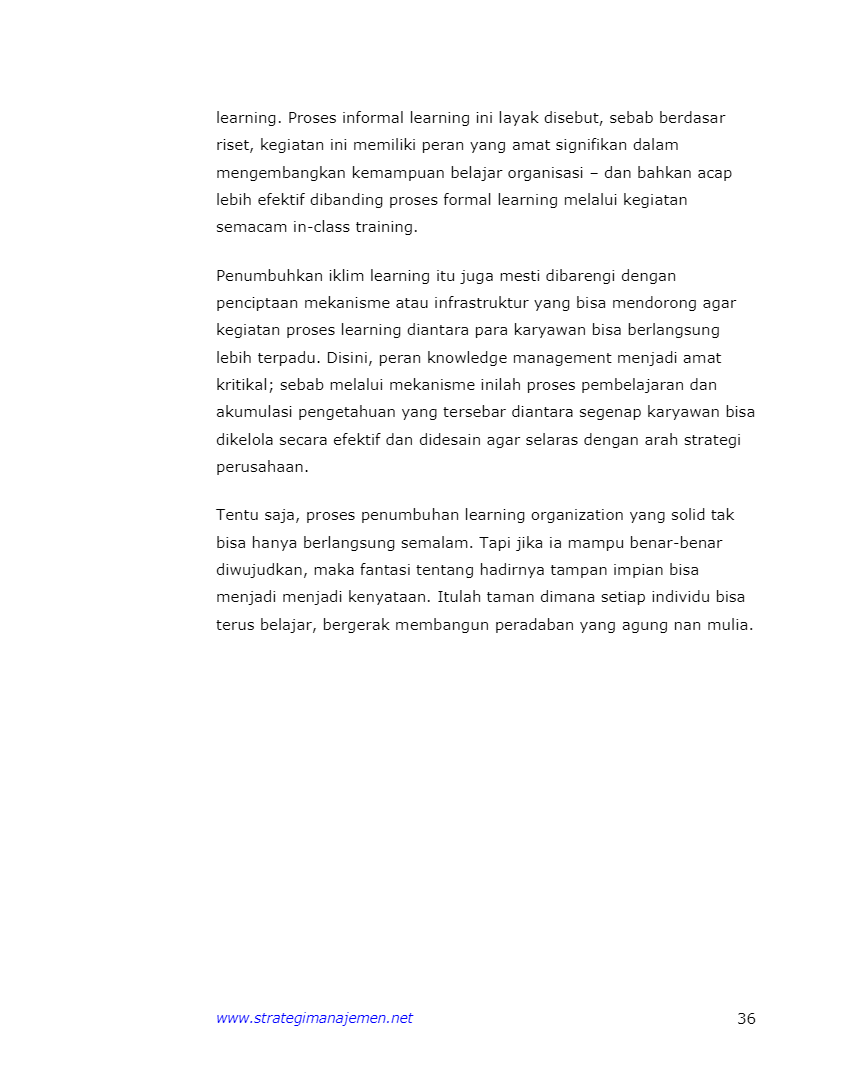 learning. Proses informal learning ini layak disebut, sebab berdasar
riset, kegiatan ini memiliki peran yang amat signifikan dalam
mengembangkan kemampuan belajar organisasi – dan bahkan acap
lebih efektif dibanding proses formal learning melalui kegiatan
semacam in-class training.
Penumbuhkan iklim learning itu juga mesti dibarengi dengan
penciptaan mekanisme atau infrastruktur yang bisa mendorong agar
kegiatan proses learning diantara para karyawan bisa berlangsung
lebih terpadu. Disini, peran knowledge management menjadi amat
kritikal; sebab melalui mekanisme inilah proses pembelajaran dan
akumulasi pengetahuan yang tersebar diantara segenap karyawan bisa
dikelola secara efektif dan didesain agar selaras dengan arah strategi
perusahaan.
Tentu saja, proses penumbuhan learning organization yang solid tak
bisa hanya berlangsung semalam. Tapi jika ia mampu benar-benar
diwujudkan, maka fantasi tentang hadirnya tampan impian bisa
menjadi menjadi kenyataan. Itulah taman dimana setiap individu bisa
terus belajar, bergerak membangun peradaban yang agung nan mulia.
www.strategimanajemen.net 36